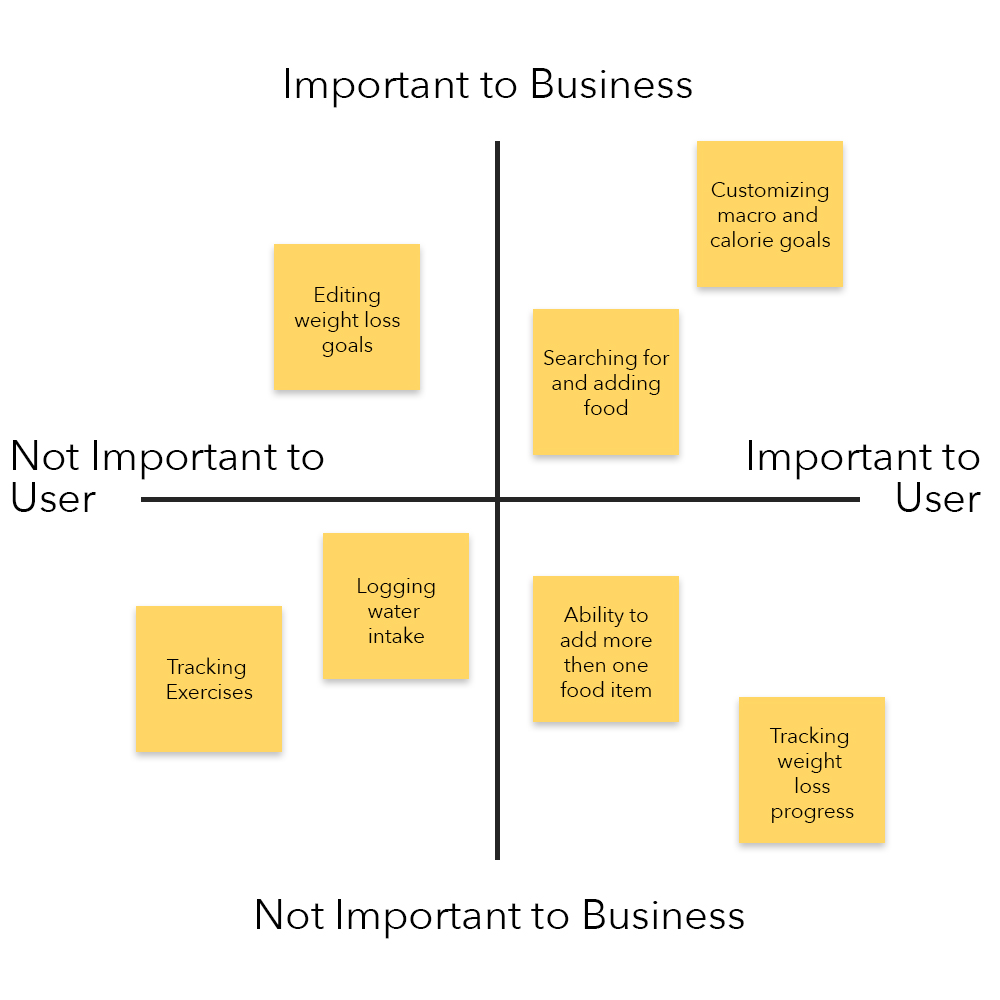 Important to Business
Customizing
macro and
calorie goals
Editing
weight loss
goals
Searching for
and adding
food
Not Important to
User
Important to
User
Logging
water
intake
Tracking
Exercises
Ability to
add more
then one
food item
Tracking
weight
loss
progress
Not Important to Business